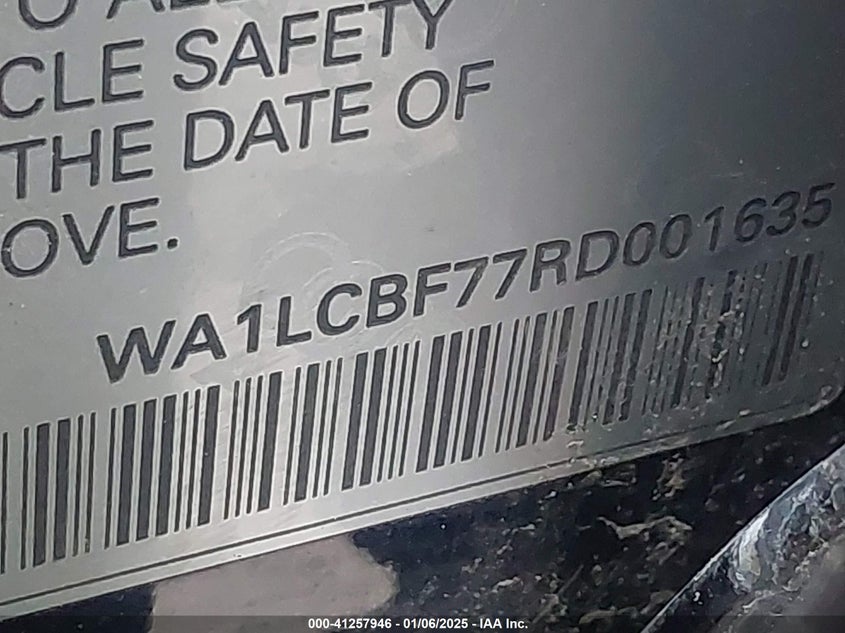 CLE SAFETY
THE DATE OF
OVE.
WA1LCBF77RD001635
000-41257946 - 01/06/2025 - IAA Inc.